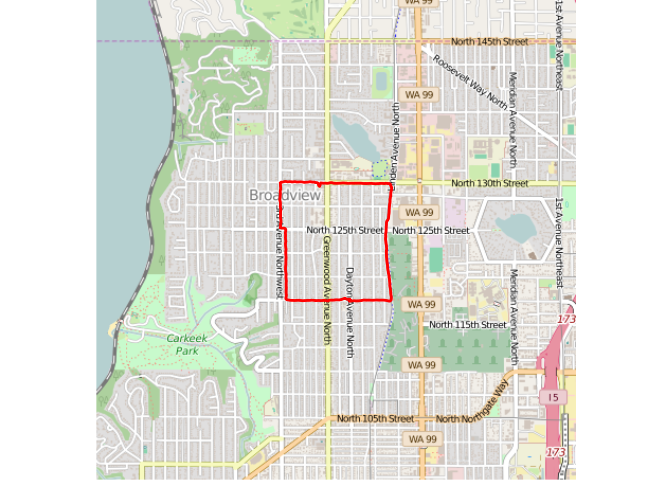 WA 99
1st Avenue Northeast
North 145th Street
Roosevelt Way North
Meridian Avenue North
WA 99
Linden Avenue North
North 130th Street
Broadview
WA 99
3rd Avenue Northwest
North 125th Street
North 125th Street
1st Avenue Northeast
Greenwood Avenue North
Dayton Avenue North
Meridian Avenue North
WA 99
173
North 115th Street
Carkeek
Park
WA 99
I 5
North Northgate Way
North 105th Street
WA 99
173